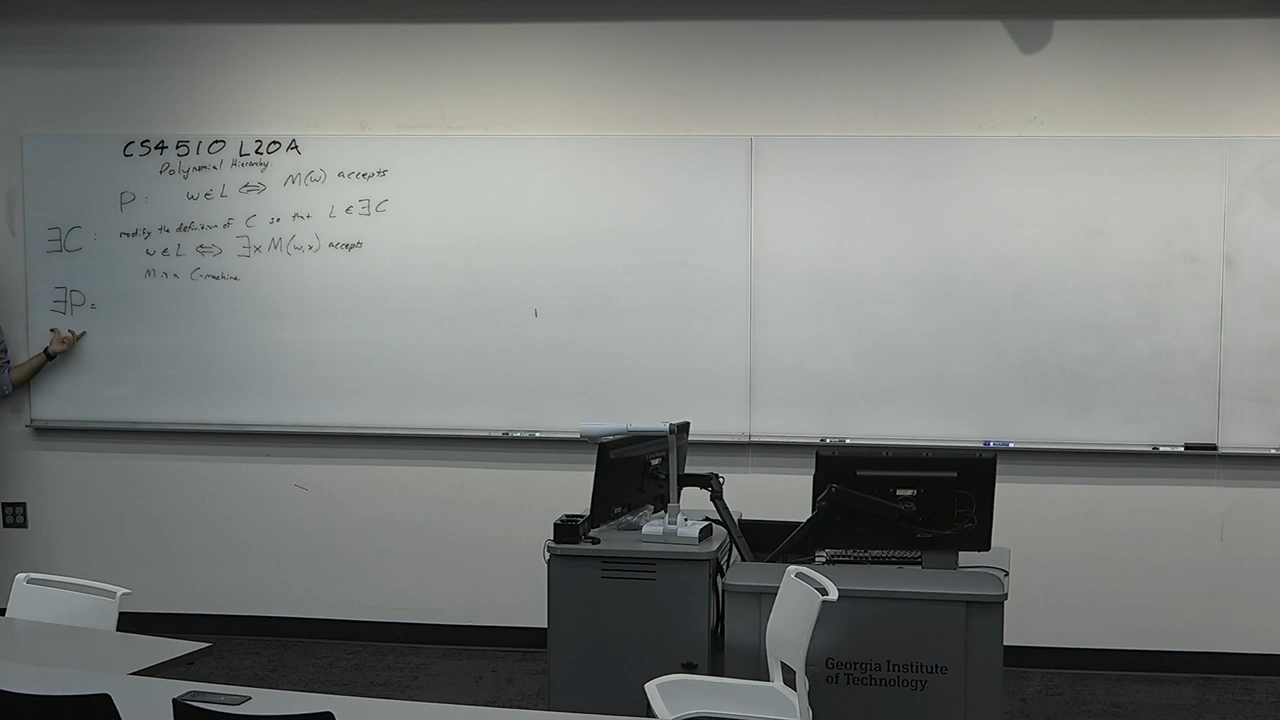 CS4510 L20A
Polynomial Hierarchy.
P: w ∈ L ⇔ M(w) accepts
∃C: modify the definition of C so that L ∈ ∃C
w ∈ L ⇔ ∃x M(w,x) accepts
M is a C-machine
∃P =
Georgia Institute
of Technology